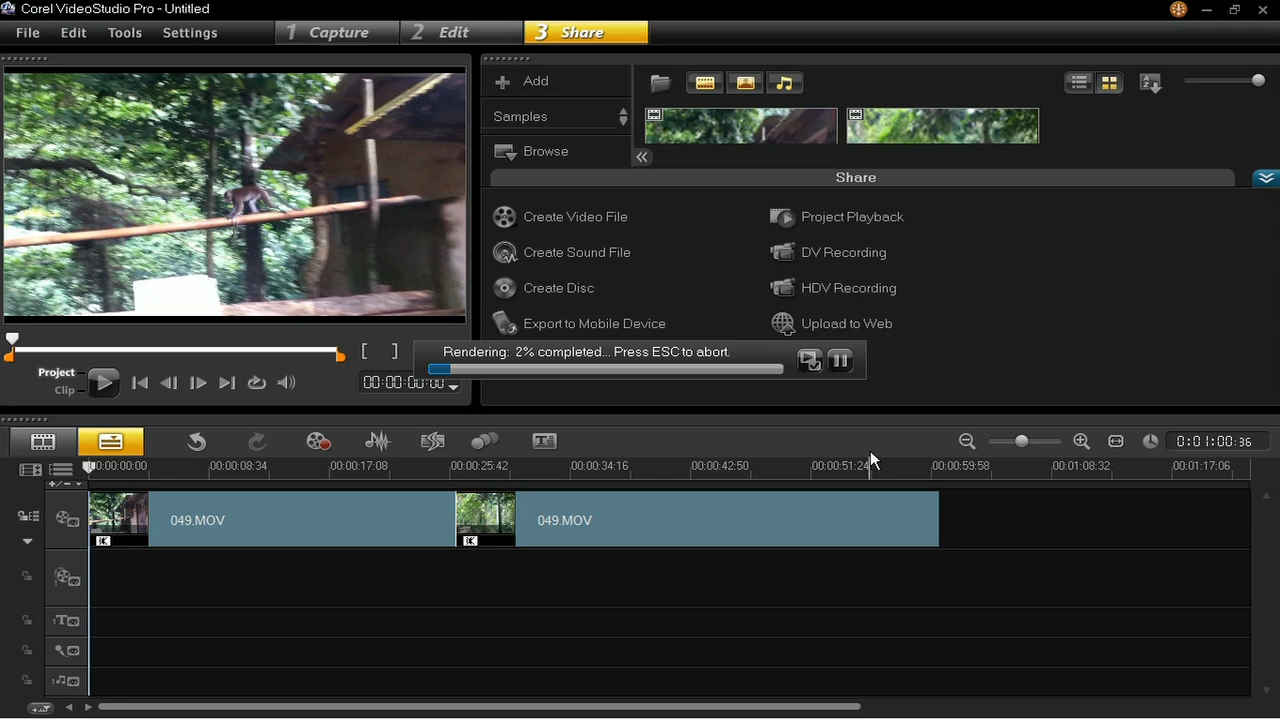 Corel VideoStudio Pro - Untitled
File Edit Tools Settings
1 Capture
2 Edit
3 Share
Add
Samples
Browse
Share
Create Video File
Project Playback
Create Sound File
DV Recording
Create Disc
HDV Recording
Export to Mobile Device
Upload to Web
Rendering: 2% completed... Press ESC to abort.
Project
Clip
00:00:00:00
0:01:00:36
00:00:00:00 00:00:08:34 00:00:17:08 00:00:25:42 00:00:34:16 00:00:42:50 00:00:51:24 00:00:59:58 00:01:08:32 00:01:17:06
049.MOV
049.MOV